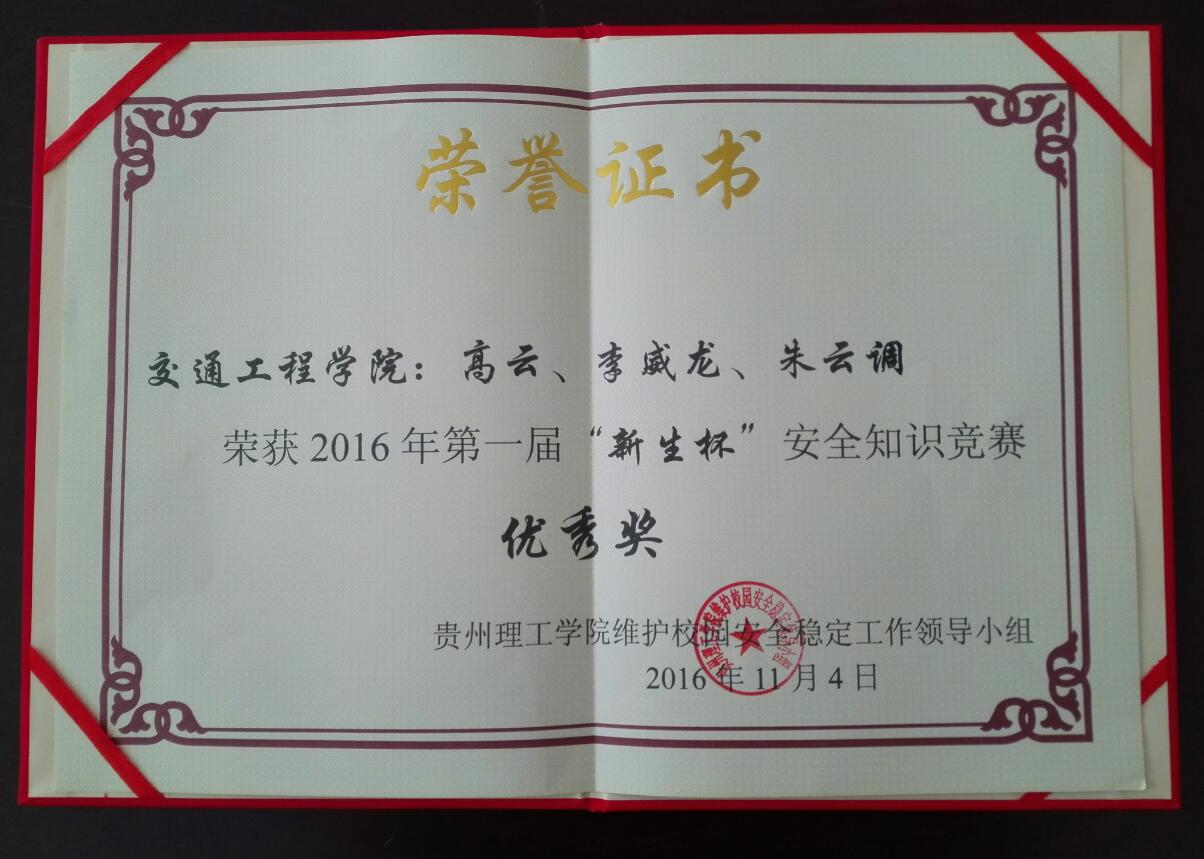 荣誉证书
交通工程学院：高云、李威龙、朱云调
荣获2016年第一届“新生杯”安全知识竞赛
优秀奖
贵州理工学院维护校园安全稳定工作领导小组
2016年11月4日